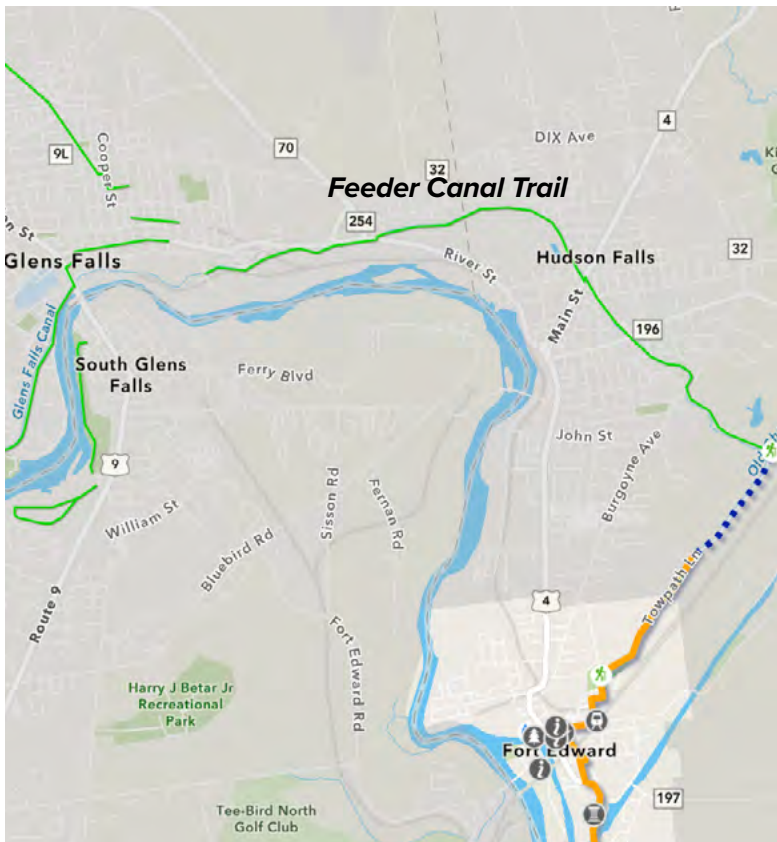 4
DIX Ave
Cooper St
9L
70
32
Feeder Canal Trail
254
on St
Glens Falls
River St
Hudson Falls
32
Main St
196
Glens Falls Canal
South Glens
Falls
Ferry Blvd
John St
Burgoyne Ave
9
William St
Bluebird Rd
Sisson Rd
Fernan Rd
Towpath Ln
4
Route 9
Fort Edward Rd
Harry J Betar Jr
Recreational
Park
Fort Edward
197
Tee-Bird North
Golf Club